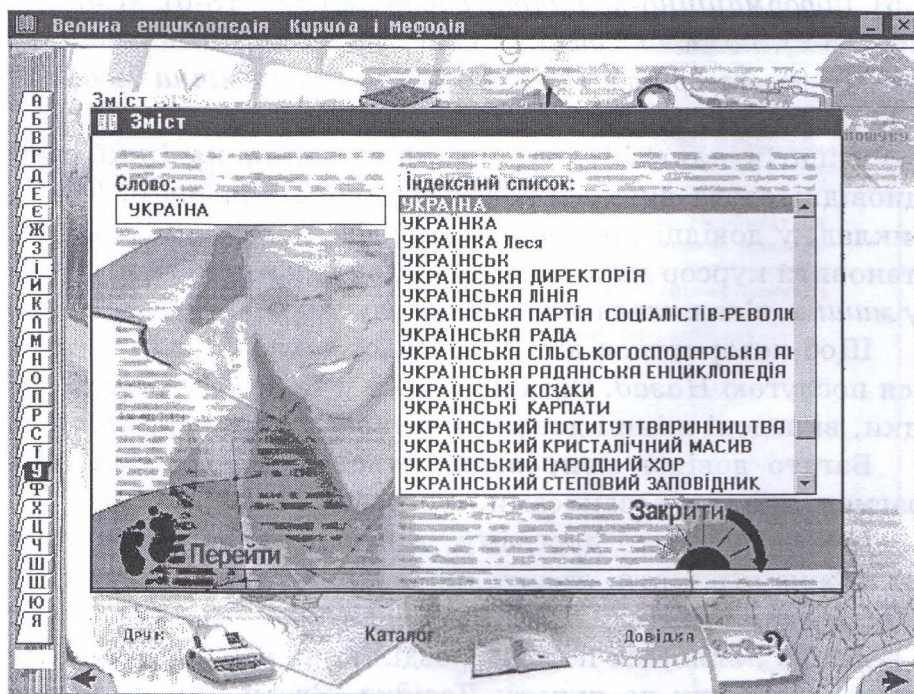 Велика енциклопедія Кирила і мефодія
А
Б
В
Г
Д
Е
Є
Ж
З
І
Й
К
Л
М
Н
О
П
Р
С
Т
У
Ф
Х
Ц
Ч
Ш
Щ
Ю
Я
Зміст
пошуку
Зміст
Слово:
УКРАЇНА
Індексний список:
УКРАЇНА
УКРАЇНКА
УКРАЇНКА Леся
УКРАЇНСЬК
УКРАЇНСЬКА ДИРЕКТОРІЯ
УКРАЇНСЬКА ЛІНІЯ
УКРАЇНСЬКА ПАРТІЯ СОЦІАЛІСТІВ-РЕВОЛЮ
УКРАЇНСЬКА РАДА
УКРАЇНСЬКА СІЛЬСЬКОГОСПОДАРСЬКА АК
УКРАЇНСЬКА РАДЯНСЬКА ЕНЦИКЛОПЕДІЯ
УКРАЇНСЬКІ КОЗАКИ
УКРАЇНСЬКІ КАРПАТИ
УКРАЇНСЬКИЙ ІНСТИТУТТВАРИННИЦТВА
УКРАЇНСЬКИЙ КРИСТАЛІЧНИЙ МАСИВ
УКРАЇНСЬКИЙ НАРОДНИЙ ХОР
УКРАЇНСЬКИЙ СТЕПОВИЙ ЗАПОВІДНИК
Перейти
Закрити
Друк
Каталог
Довідка